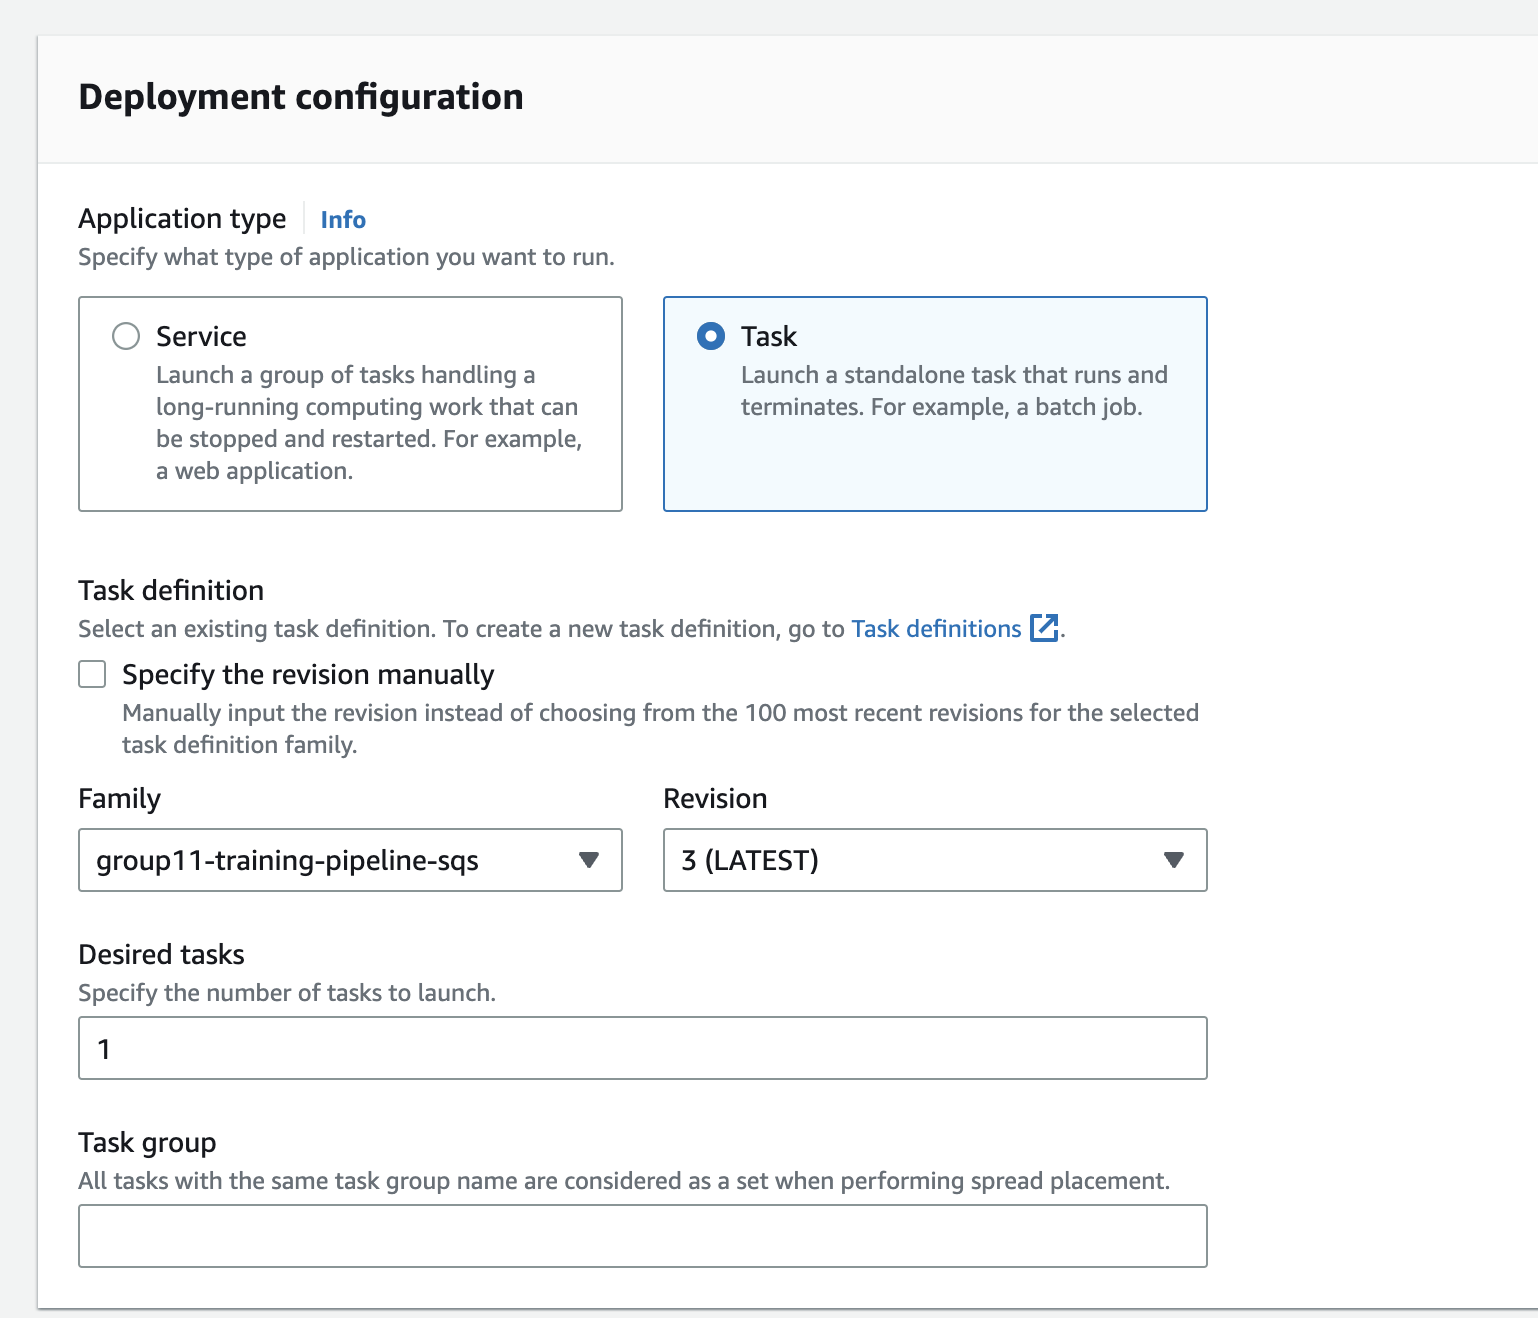 Deployment configuration
Application type Info
Specify what type of application you want to run.
Service
Launch a group of tasks handling a
long-running computing work that can
be stopped and restarted. For example,
a web application.
Task
Launch a standalone task that runs and
terminates. For example, a batch job.
Task definition
Select an existing task definition. To create a new task definition, go to Task definitions.
Specify the revision manually
Manually input the revision instead of choosing from the 100 most recent revisions for the selected
task definition family.
Family
group11-training-pipeline-sqs
Revision
3 (LATEST)
Desired tasks
Specify the number of tasks to launch.
1
Task group
All tasks with the same task group name are considered as a set when performing spread placement.